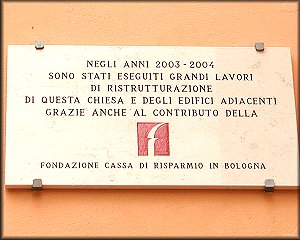 NEGLI ANNI 2003-2004
SONO STATI ESEGUITI GRANDI LAVORI
DI RISTRUTTURAZIONE
DI QUESTA CHIESA E DEGLI EDIFICI ADIACENTI
GRAZIE ANCHE AL CONTRIBUTO DELLA
FONDAZIONE CASSA DI RISPARMIO IN BOLOGNA